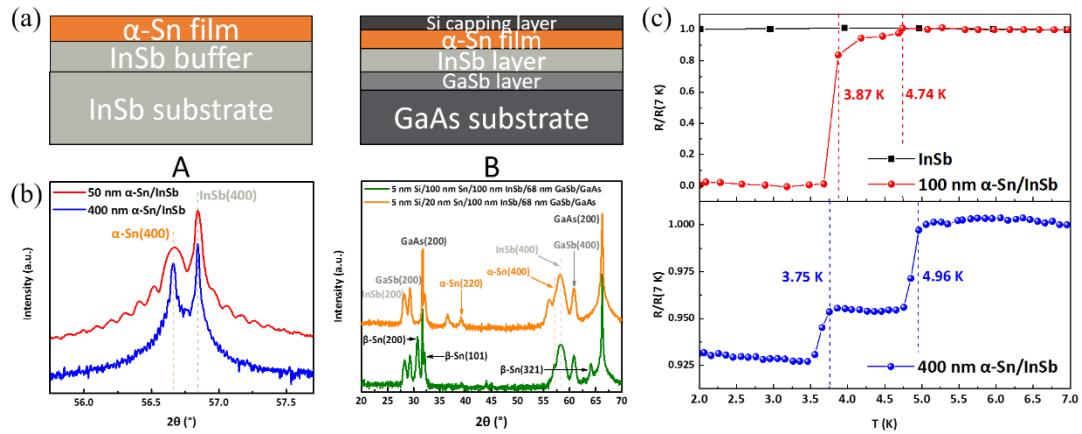 (a)
α-Sn film
InSb buffer
InSb substrate
A
Si capping layer
α-Sn film
InSb layer
GaSb layer
GaAs substrate
B
(b)
50 nm α-Sn/InSb
400 nm α-Sn/InSb
InSb(400)
α-Sn(400)
Intensity (a.u.)
56.0
56.5
57.0
57.5
2θ (°)
5 nm Si/100 nm Sn/100 nm InSb/68 nm GaSb/GaAs
5 nm Si/20 nm Sn/100 nm InSb/68 nm GaSb/GaAs
GaAs(200)
GaSb(200)
InSb(200)
α-Sn(220)
α-Sn(400)
InSb(400)
GaAs(200)
GaSb(400)
β-Sn(200)
β-Sn(101)
β-Sn(321)
Intensity (a.u.)
20 25 30 35 40 45 50 55 60 65 70
2θ (°)
(c)
R/R(7 K)
1.0
0.8
0.6
0.4
0.2
0.0
3.87 K
4.74 K
InSb
100 nm α-Sn/InSb
R/R(7 K)
1.000
0.975
0.950
0.925
3.75 K
4.96 K
400 nm α-Sn/InSb
2.0 2.5 3.0 3.5 4.0 4.5 5.0 5.5 6.0 6.5 7.0
T (K)